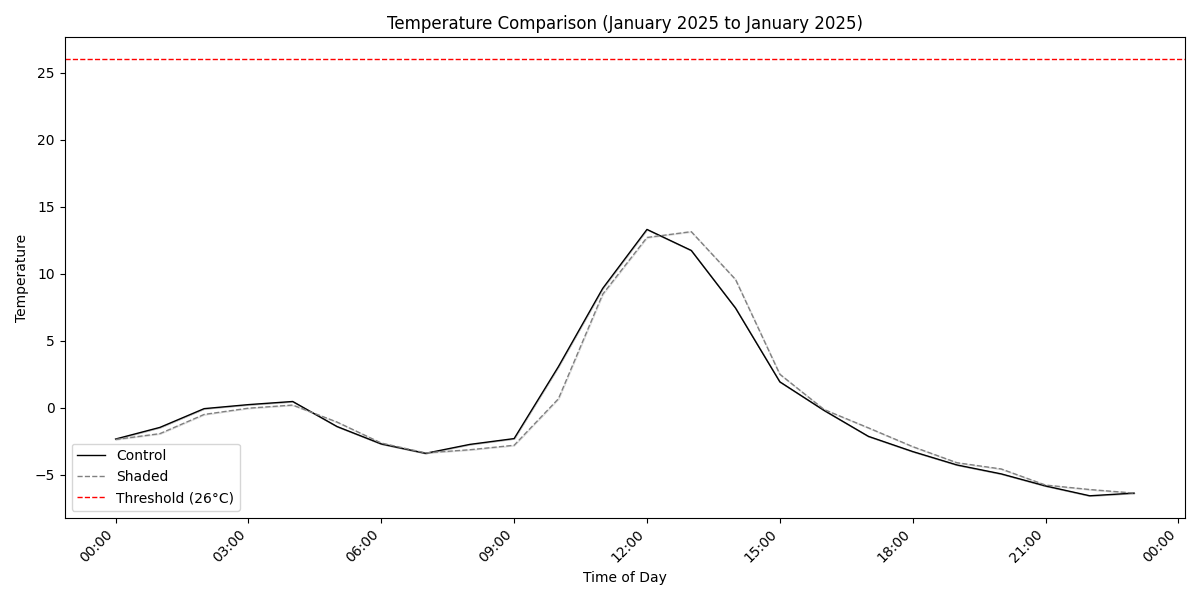 Temperature Comparison (January 2025 to January 2025)
25
20
15
10
5
0
−5
Temperature
Control
Shaded
Threshold (26°C)
00:00
03:00
06:00
09:00
12:00
15:00
18:00
21:00
00:00
Time of Day